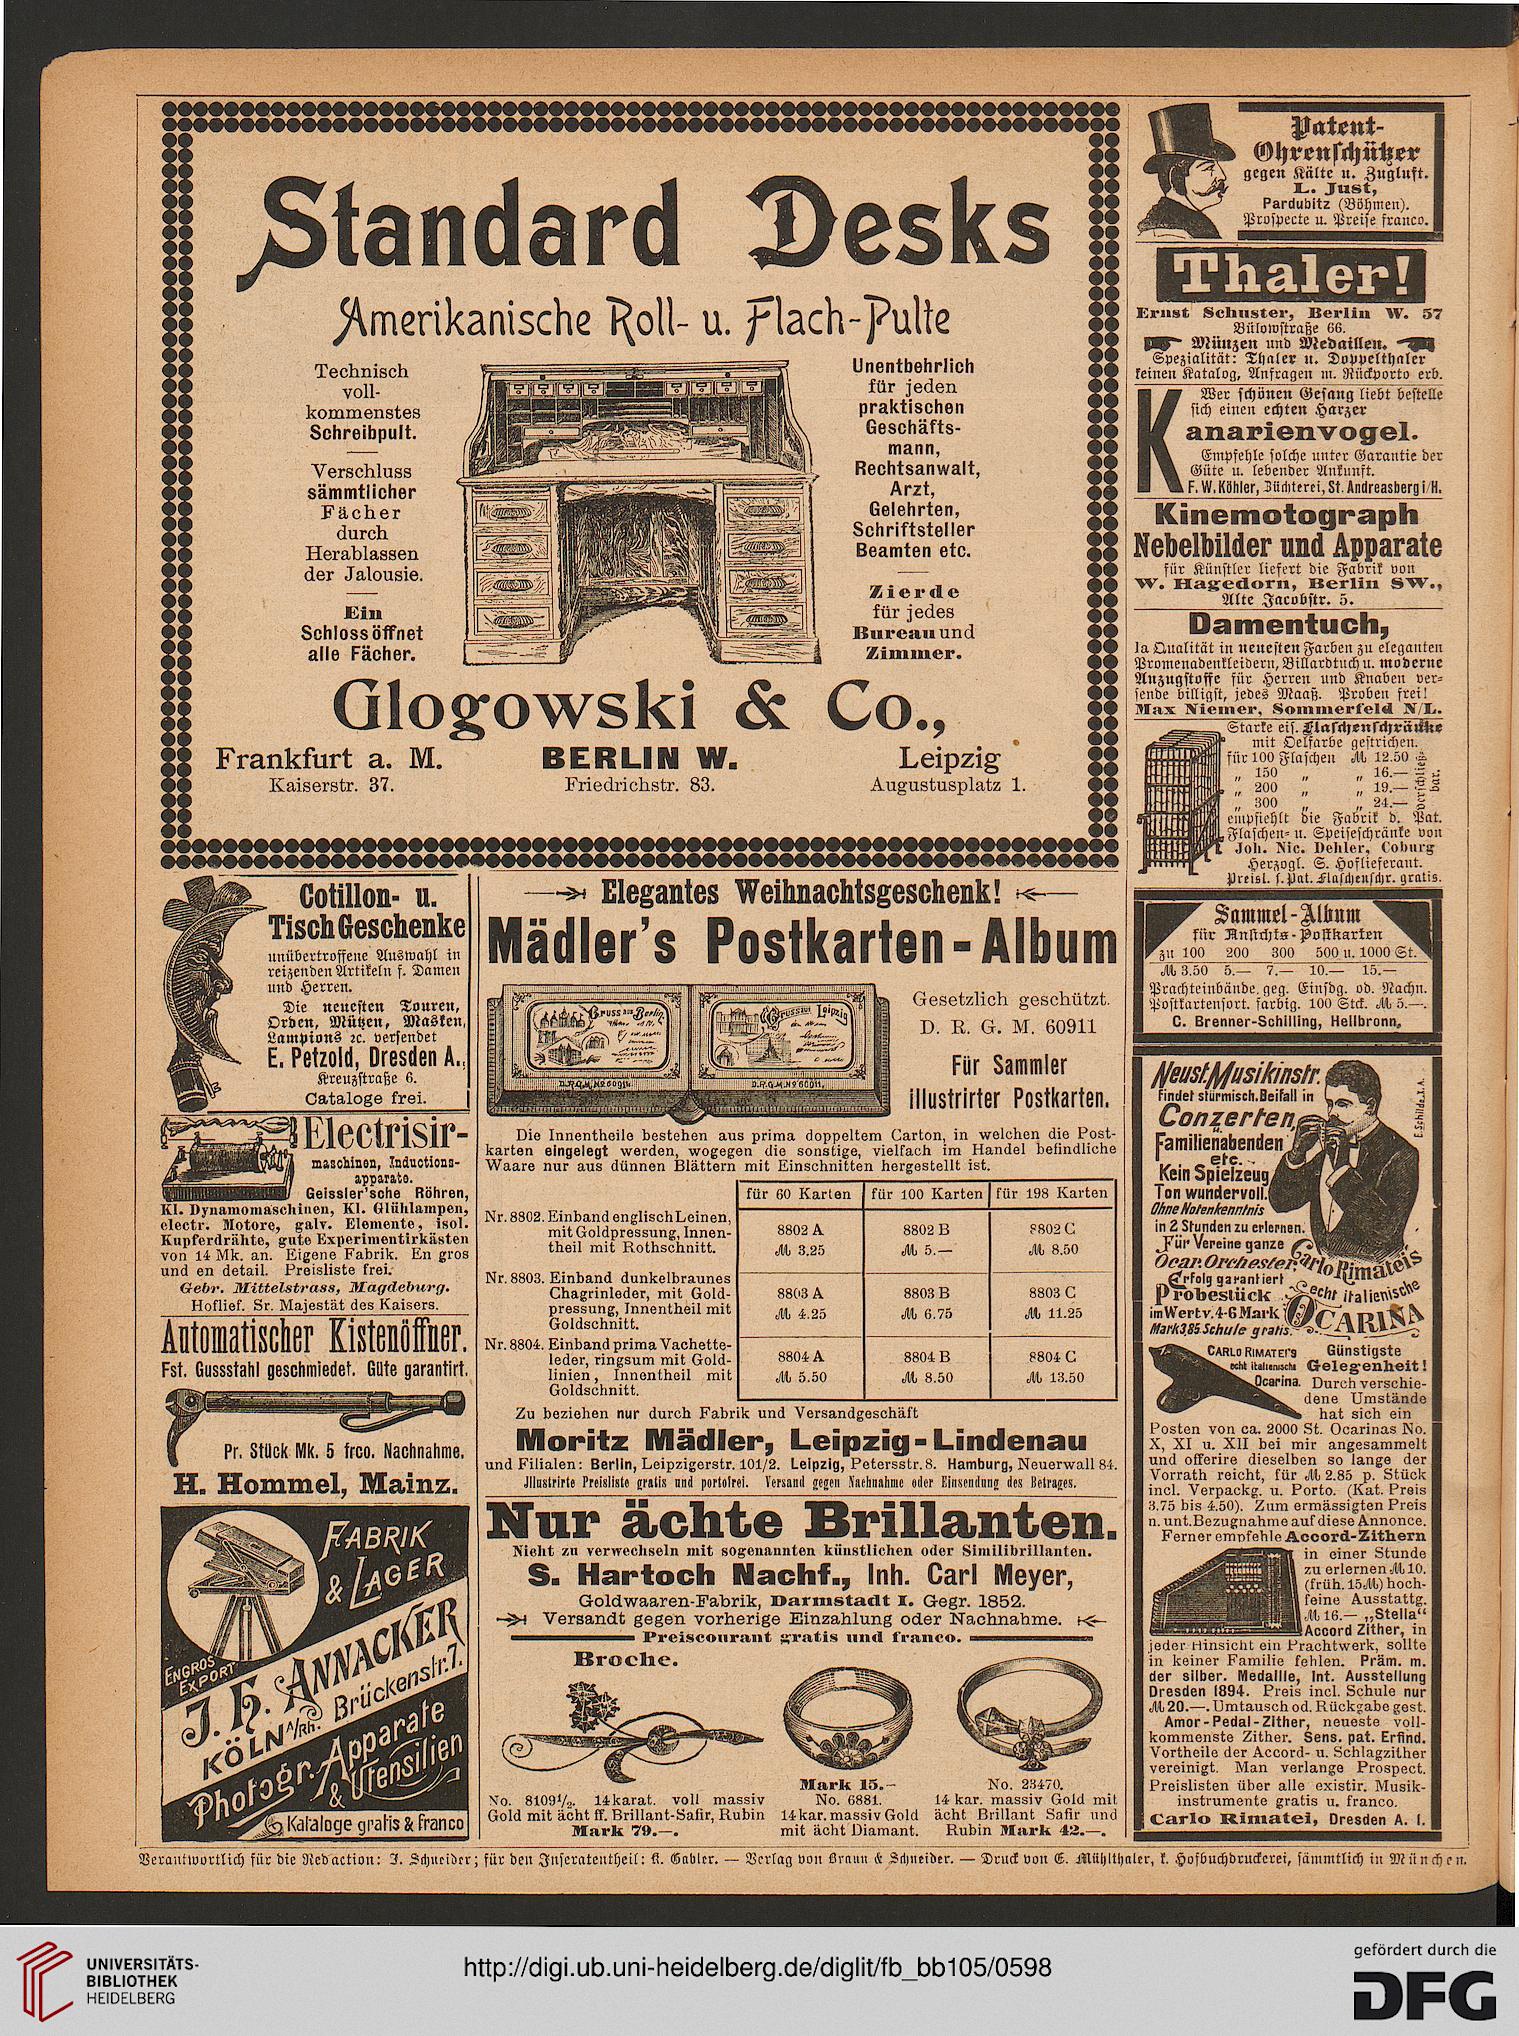 Standard Desks
Amerikanische Roll- u. Flach-Pulte
Technisch
voll-
kommenstes
Schreibpult.
Verschluss
sämmtlicher
Fächer
durch
Herablassen
der Jalousie.
Ein
Schloss öffnet
alle Fächer.
Unentbehrlich
für jeden
praktischen
Geschäfts-
mann,
Rechtsanwalt,
Arzt,
Gelehrten,
Schriftsteller
Beamten etc.
Zierde
für jedes
Bureau und
Zimmer.
Glogowski & Co.,
Frankfurt a. M. BERLIN W. Leipzig
Kaiserstr. 37. Friedrichstr. 83. Augustusplatz 1.
Patent-
Ohrenschützer
gegen Kälte u. Zugluft.
L. Just,
Pardubitz (Böhmen).
Prospecte u. Preise franco.
Thaler!
Ernst Schuster, Berlin W. 57
Bülowstraße 66.
Münzen und Medaillen.
Spezialität: Thaler u. Doppelthaler
keinen Katalog, Anfragen m. Rückporto erb.
Wer schönen Gesang liebt bestelle
sich einen echten Harzer
Kanarienvogel.
Empfehle solche unter Garantie der
Güte u. lebender Ankunft.
F. W. Köhler, Züchterei, St. Andreasberg i/H.
Kinemotograph
Nebelbilder und Apparate
für Künstler liefert die Fabrik von
W. Hagedorn, Berlin SW.,
Alte Jacobstr. 5.
Damentuch,
Ia Qualität in neuesten Farben zu eleganten
Promenadenkleidern, Billardtuch u. moderne
Anzugstoffe für Herren und Knaben ver-
sende billigst, jedes Maaß. Proben frei!
Max Niemer, Sommerfeld N/L.
Starke eis. Flaschenschränke
mit Oelfarbe gestrichen.
für 100 Flaschen M 12.50
„ 150 „ „ 16.—
„ 200 „ „ 19.—
„ 300 „ „ 24.—
verschließ-
bar.
empfiehlt die Fabrik d. Pat.
Flaschen- u. Speiseschränke von
Joh. Nic. Dehler, Coburg
Herzogl. S. Hoflieferant.
Preisl. f. Pat. Flaschenschr. gratis.
Sammel-Album
für Ansichts-Postkarten
zu 100 200 300 500 u. 1000 St.
M 3.50 5.— 7.— 10.— 15.—
Prachteinbände, geg. Einsdg. od. Nachn.
Postkartensort. farbig. 100 Stck. M 5.—.
C. Brenner-Schilling, Heilbronn,
Neust. Musikinstr.
findet stürmisch. Beifall in
Conzerten,
u.
Familienabenden
etc.
Kein Spielzeug
Ton wundervoll.
Ohne Notenkenntnis
in 2 Stunden zu erlernen.
Für Vereine ganze
Ocar. Orchester.
Erfolg garantiert
Probestück
im Wert v. 4-6 Mark
Mark 3,85 Schule gratis.
Carlo Rimatei's
echt italienische
OCARINA
CARLO RIMATEI'S
echt italienische
Ocarina.
Günstigste
Gelegenheit!
Durch verschie-
dene Umstände
hat sich ein
Posten von ca. 2000 St. Ocarinas No.
X, XI u. XII bei mir angesammelt
und offerire dieselben so lange der
Vorrath reicht, für M 2.85 p. Stück
incl. Verpackg. u. Porto. (Kat. Preis
3.75 bis 4.50). Zum ermässigten Preis
n. unt. Bezugnahme auf diese Annonce.
Ferner empfehle Accord-Zithern
in einer Stunde
zu erlernen M 10.
(früh. 15 M) hoch-
feine Ausstattg.
M 16.— „Stella“
Accord Zither, in
jeder Hinsicht ein Prachtwerk, sollte
in keiner Familie fehlen. Präm. m.
der silber. Medaille, Int. Ausstellung
Dresden 1894. Preis incl. Schule nur
M 20.—. Umtausch od. Rückgabe gest.
Amor-Pedal-Zither, neueste voll-
kommenste Zither. Sens. pat. Erfind.
Vortheile der Accord- u. Schlagzither
vereinigt. Man verlange Prospect.
Preislisten über alle existir. Musik-
instrumente gratis u. franco.
Carlo Rimatei, Dresden A. I.
Cotillon- u.
Tisch Geschenke
unübertroffene Auswahl in
reizenden Artikeln f. Damen
und Herren.
Die neuesten Touren,
Orden, Mützen, Masken,
Lampions ꝛc. versendet
E. Petzold, Dresden A.,
Kreuzstraße 6.
Cataloge frei.
Electrisir-
maschinen, Inductions-
apparate.
Geissler'sche Röhren,
Kl. Dynamomaschinen, Kl. Glühlampen,
electr. Motore, galv. Elemente, isol.
Kupferdrähte, gute Experimentirkästen
von 14 Mk. an. Eigene Fabrik. En gros
und en detail. Preisliste frei.
Gebr. Mittelstrass, Magdeburg.
Hoflief. Sr. Majestät des Kaisers.
Automatischer Kistenöffner.
Fst. Gussstahl geschmiedet. Güte garantirt.
Pr. Stück Mk. 5 frco. Nachnahme.
H. Hommel, Mainz.
FABRIK
& LAGER
ENGROS
EXPORT
J. H. ANNACKER
KÖLN A/Rh. Brückenstr. 7.
Photogr. Apparate
& Utensilien
Kataloge gratis & franco
Elegantes Weihnachtsgeschenk!
Mädler's Postkarten-Album
Gruss aus Berlin
Gruss aus Leipzig
D.R.G.M. No 60911.
D.R.G.M. No 60911.
Gesetzlich geschützt.
D. R. G. M. 60911
Für Sammler
illustrirter Postkarten.
Die Innentheile bestehen aus prima doppeltem Carton, in welchen die Post-
karten eingelegt werden, wogegen die sonstige, vielfach im Handel befindliche
Waare nur aus dünnen Blättern mit Einschnitten hergestellt ist.
für 60 Karten für 100 Karten für 198 Karten
Nr. 8802. Einband englisch Leinen,
mit Goldpressung, Innen-
theil mit Rothschnitt.
8802 A 8802 B 8802 C
M 3.25 M 5.— M 8.50
Nr. 8803. Einband dunkelbraunes
Chagrinleder, mit Gold-
pressung, Innentheil mit
Goldschnitt.
8803 A 8803 B 8803 C
M 4.25 M 6.75 M 11.25
Nr. 8804. Einband prima Vachette-
leder, ringsum mit Gold-
linien, Innentheil mit
Goldschnitt.
8804 A 8804 B 8804 C
M 5.50 M 8.50 M 13.50
Zu beziehen nur durch Fabrik und Versandgeschäft
Moritz Mädler, Leipzig-Lindenau
und Filialen: Berlin, Leipzigerstr. 101/2. Leipzig, Petersstr. 8. Hamburg, Neuerwall 84.
Illustrirte Preisliste gratis und portofrei. Versand gegen Nachnahme oder Einsendung des Betrages.
Nur ächte Brillanten.
Nicht zu verwechseln mit sogenannten künstlichen oder Similibrillanten.
S. Hartoch Nachf., Inh. Carl Meyer,
Goldwaaren-Fabrik, Darmstadt I. Gegr. 1852.
Versandt gegen vorherige Einzahlung oder Nachnahme.
Preiscourant gratis und franco.
Broche.
No. 8109½. 14karat. voll massiv
Gold mit ächt ff. Brillant-Safir, Rubin
Mark 79.—.
Mark 15.-
No. 6881.
14kar. massiv Gold
mit ächt Diamant.
No. 23470.
14 kar. massiv Gold mit
ächt Brillant Safir und
Rubin Mark 42.—.
Verantwortlich für die Redaction: J. Schneider; für den Inseratentheil: K. Gabler. — Verlag von Braun & Schneider. — Druck von E. Mühlthaler, k. Hofbuchdruckerei, sämmtlich in München.
UNIVERSITÄTS-
BIBLIOTHEK
HEIDELBERG
http://digi.ub.uni-heidelberg.de/diglit/fb_bb105/0598
gefördert durch die
DFG